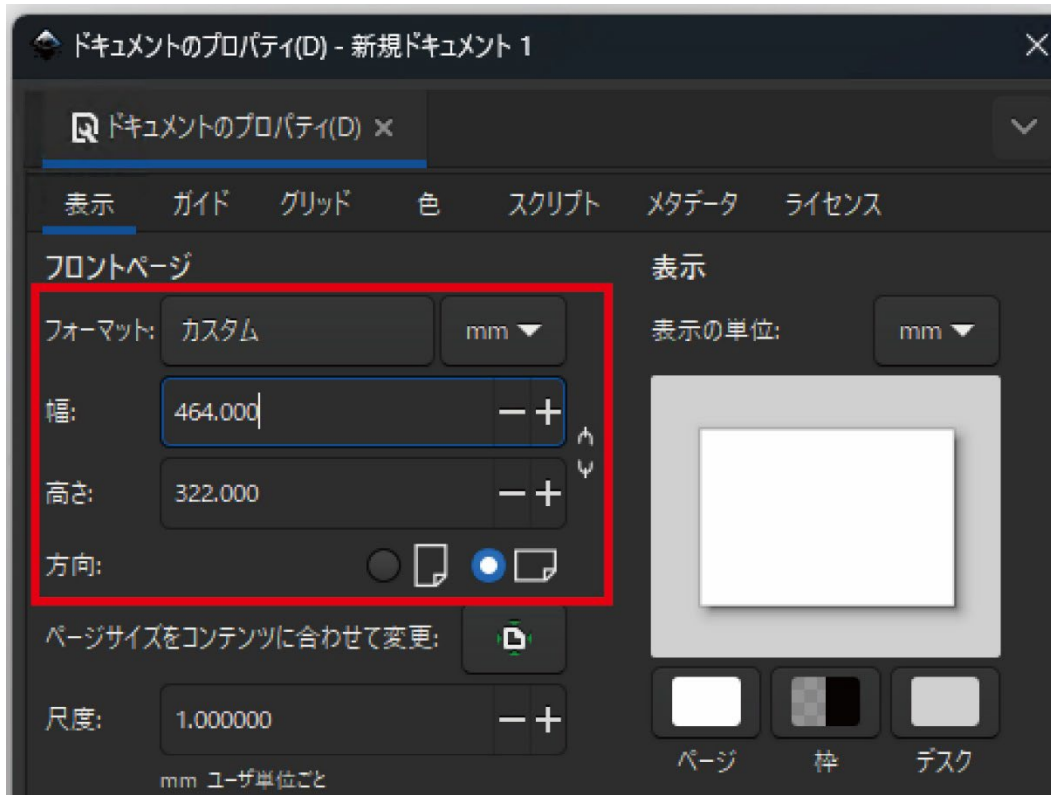 ドキュメントのプロパティ(D) - 新規ドキュメント 1
ドキュメントのプロパティ(D)
表示 ガイド グリッド 色 スクリプト メタデータ ライセンス
フロントページ
フォーマット: カスタム mm
幅: 464.000
高さ: 322.000
方向:
ページサイズをコンテンツに合わせて変更:
尺度: 1.000000
mm ユーザ単位ごと
表示
表示の単位: mm
ページ 枠 デスク